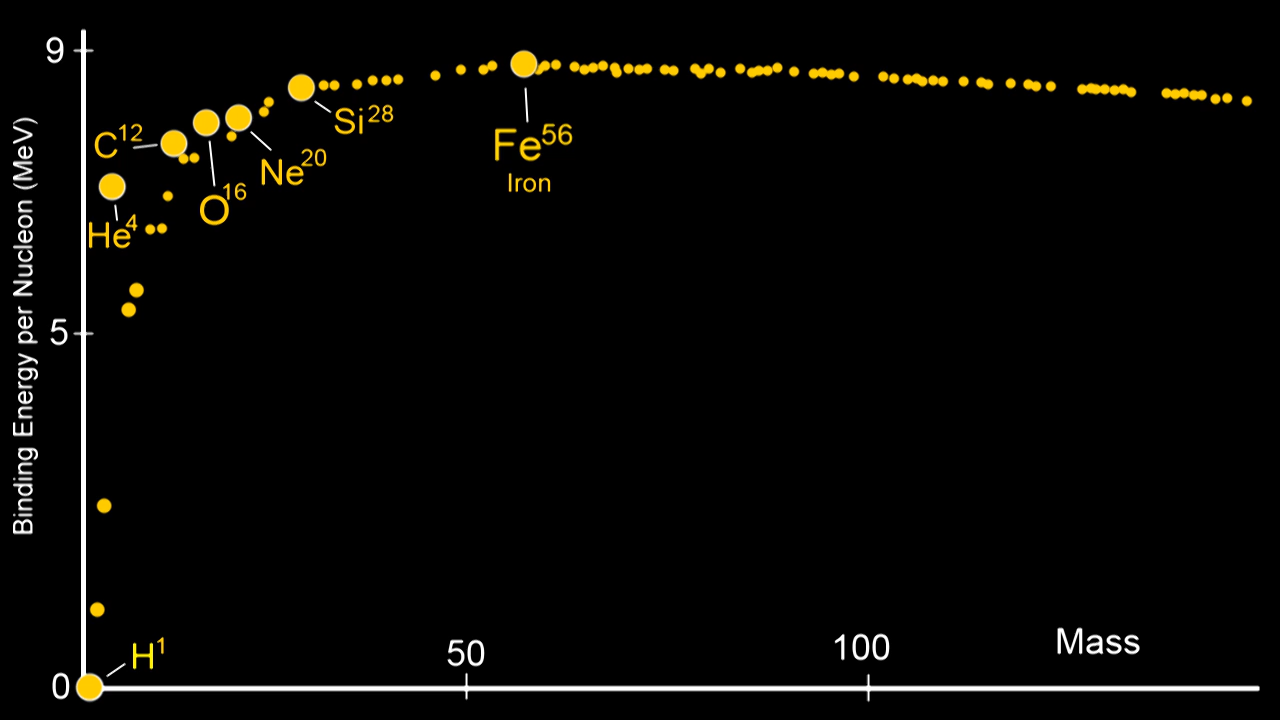 9
5
0
Binding Energy per Nucleon (MeV)
H¹
He⁴
C¹²
O¹⁶
Ne²⁰
Si²⁸
Fe⁵⁶
Iron
50
100
Mass